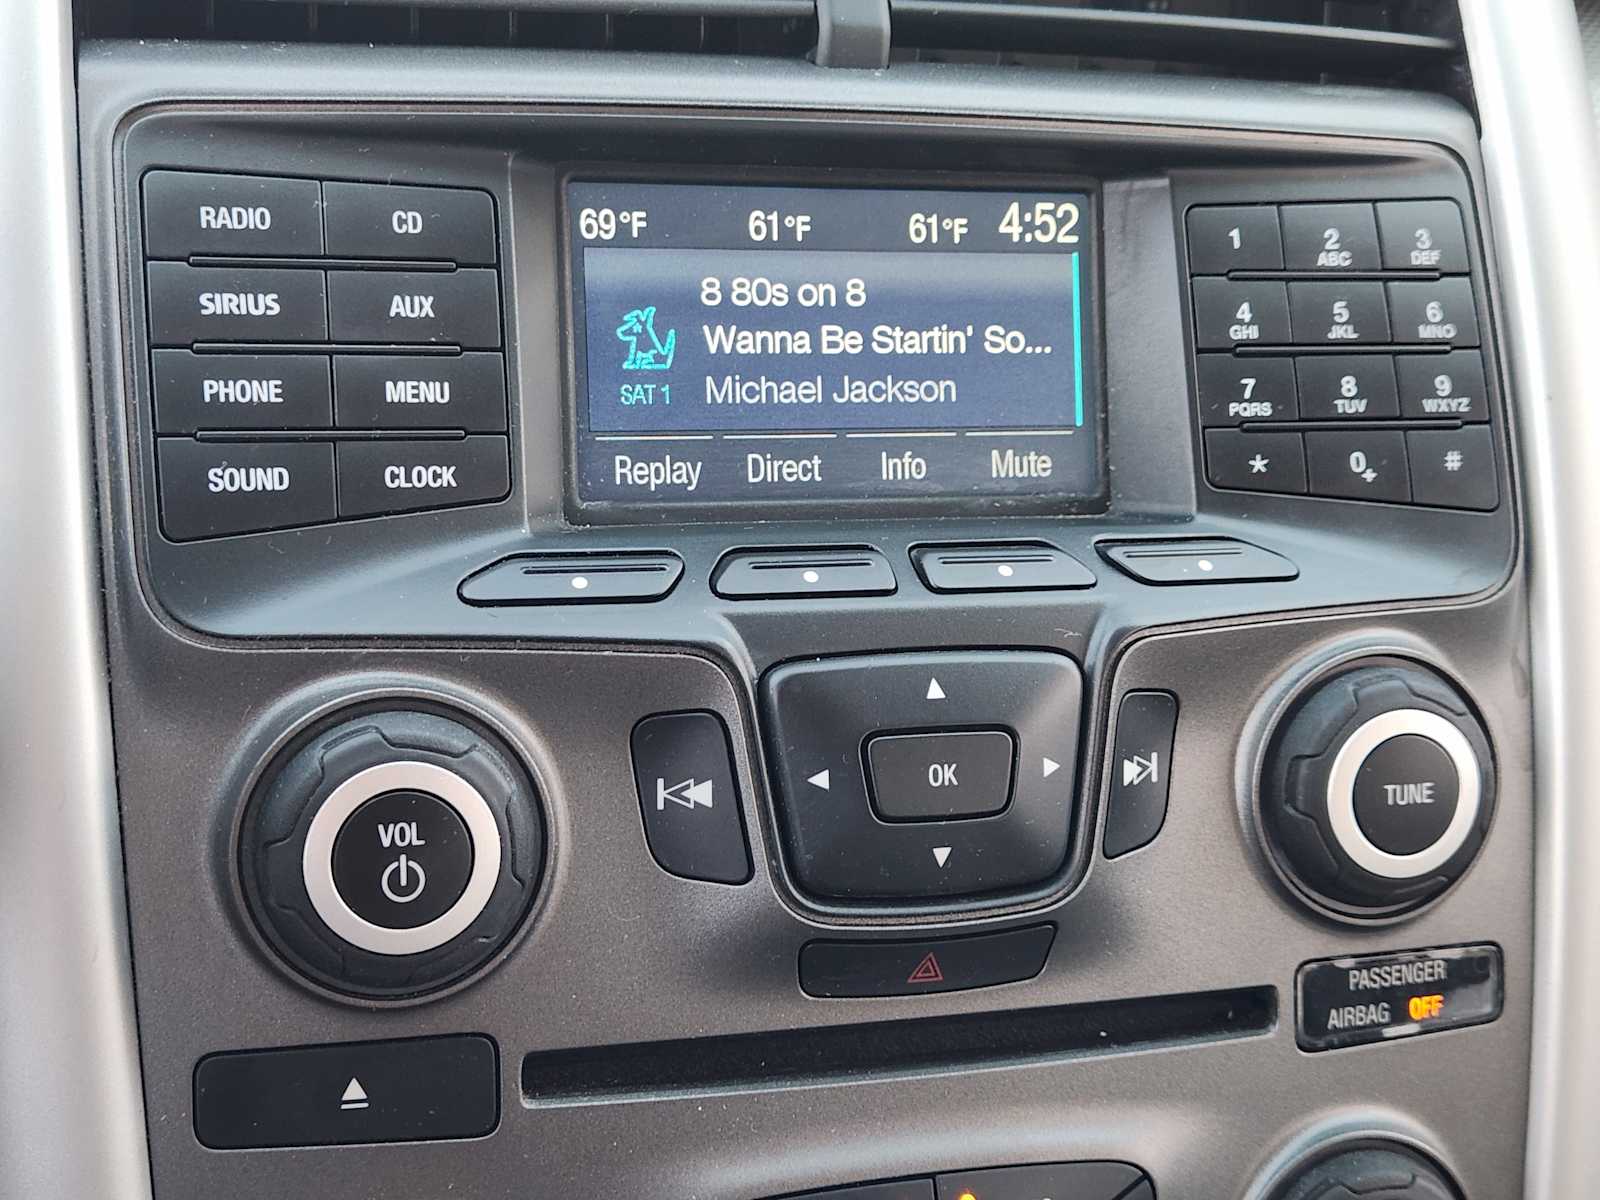 RADIO CD
SIRIUS AUX
PHONE MENU
SOUND CLOCK
69°F 61°F 61°F 4:52
8 80s on 8
Wanna Be Startin' So...
SAT 1 Michael Jackson
Replay Direct Info Mute
1 2 3
ABC DEF
4 5 6
GHI JKL MNO
7 8 9
PQRS TUV WXYZ
* 0+ #
VOL
OK
TUNE
PASSENGER
AIRBAG OFF